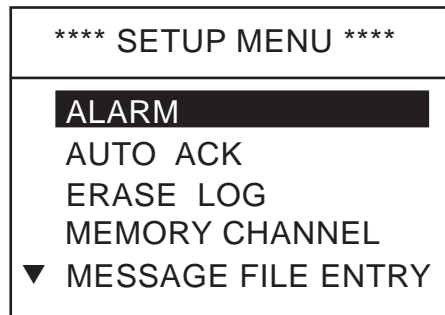 **** SETUP MENU ****
ALARM
AUTO ACK
ERASE LOG
MEMORY CHANNEL
▼ MESSAGE FILE ENTRY